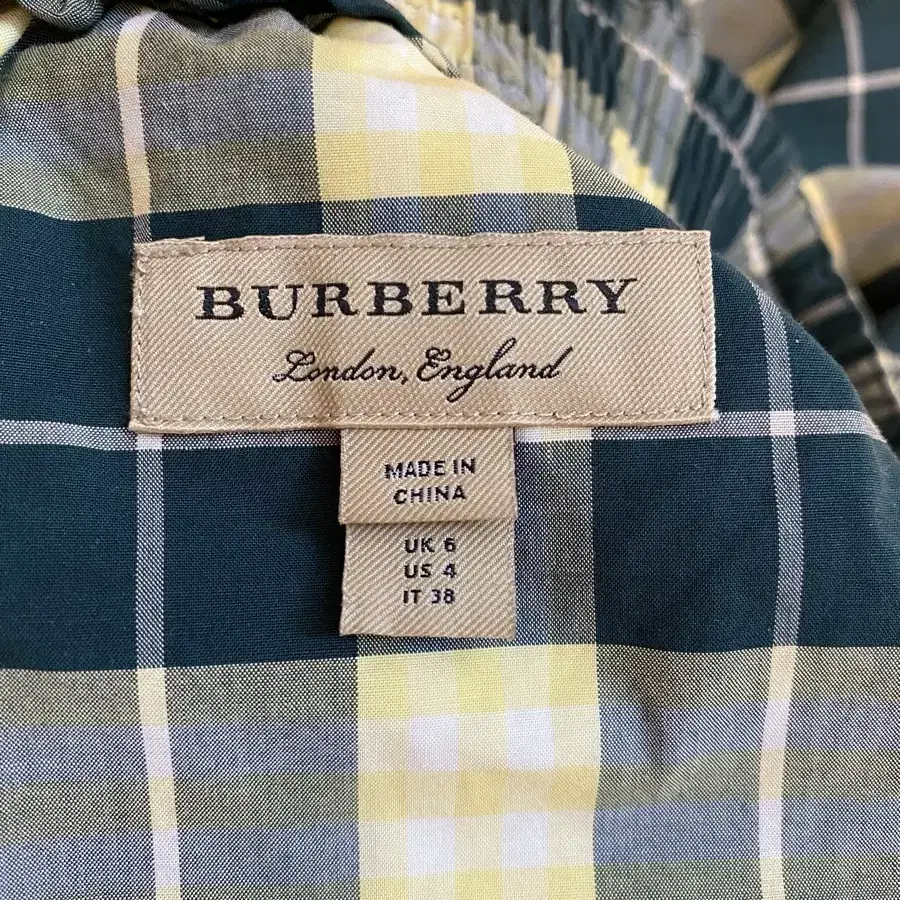 BURBERRY
London, England
MADE IN
CHINA
UK 6
US 4
IT 38